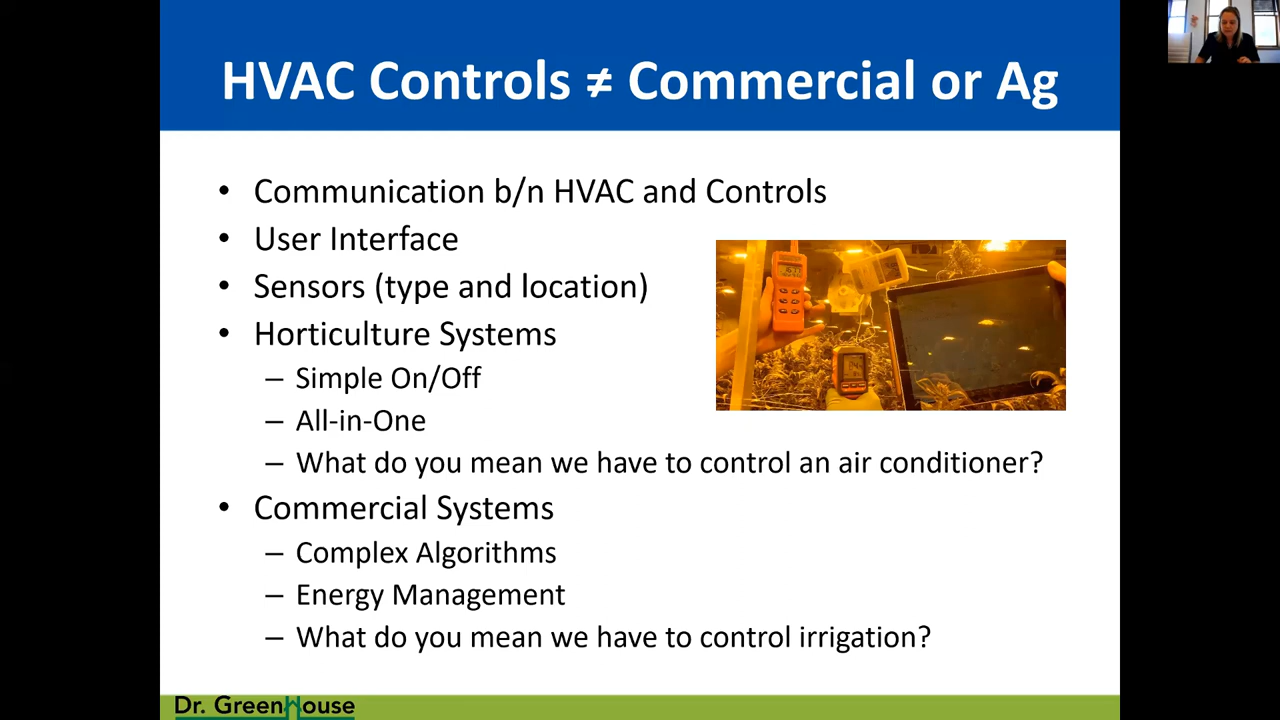 HVAC Controls ≠ Commercial or Ag
• Communication b/n HVAC and Controls
• User Interface
• Sensors (type and location)
• Horticulture Systems
– Simple On/Off
– All-in-One
– What do you mean we have to control an air conditioner?
• Commercial Systems
– Complex Algorithms
– Energy Management
– What do you mean we have to control irrigation?
Dr. GreenHouse